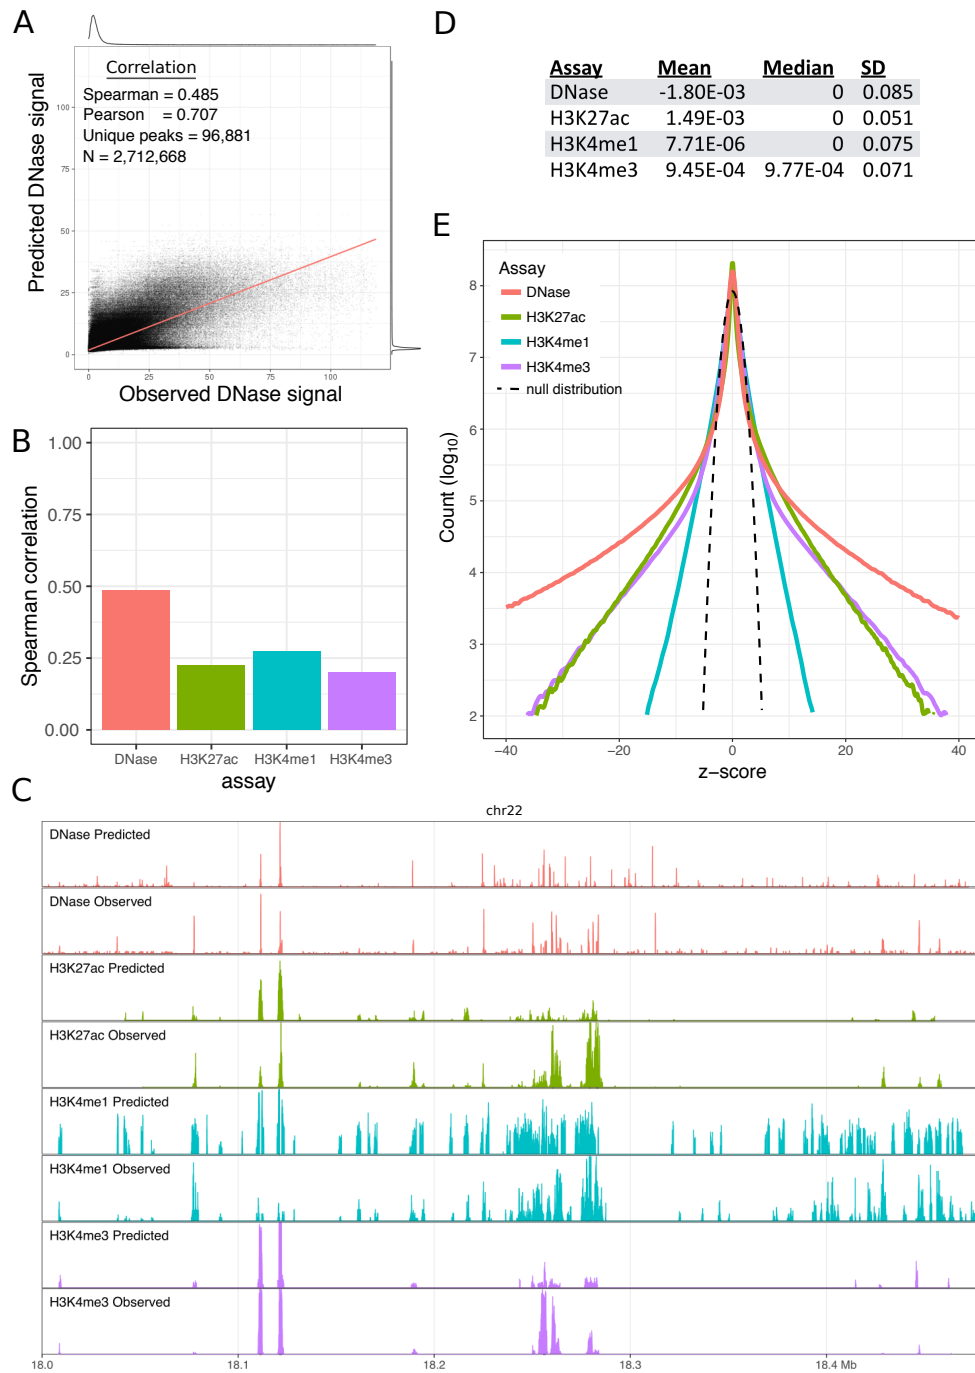 A
Correlation
Spearman = 0.485
Pearson = 0.707
Unique peaks = 96,881
N = 2,712,668
Predicted DNase signal
100
75
50
25
0
0 25 50 75 100
Observed DNase signal
B
Spearman correlation
1.00
0.75
0.50
0.25
0.00
DNase H3K27ac H3K4me1 H3K4me3
assay
D
Assay Mean Median SD
DNase -1.80E-03 0 0.085
H3K27ac 1.49E-03 0 0.051
H3K4me1 7.71E-06 0 0.075
H3K4me3 9.45E-04 9.77E-04 0.071
E
Assay
DNase
H3K27ac
H3K4me1
H3K4me3
null distribution
Count (log10)
8
7
6
5
4
3
2
−40 −20 0 20 40
z−score
C
chr22
DNase Predicted
DNase Observed
H3K27ac Predicted
H3K27ac Observed
H3K4me1 Predicted
H3K4me1 Observed
H3K4me3 Predicted
H3K4me3 Observed
18.0 18.1 18.2 18.3 18.4 Mb